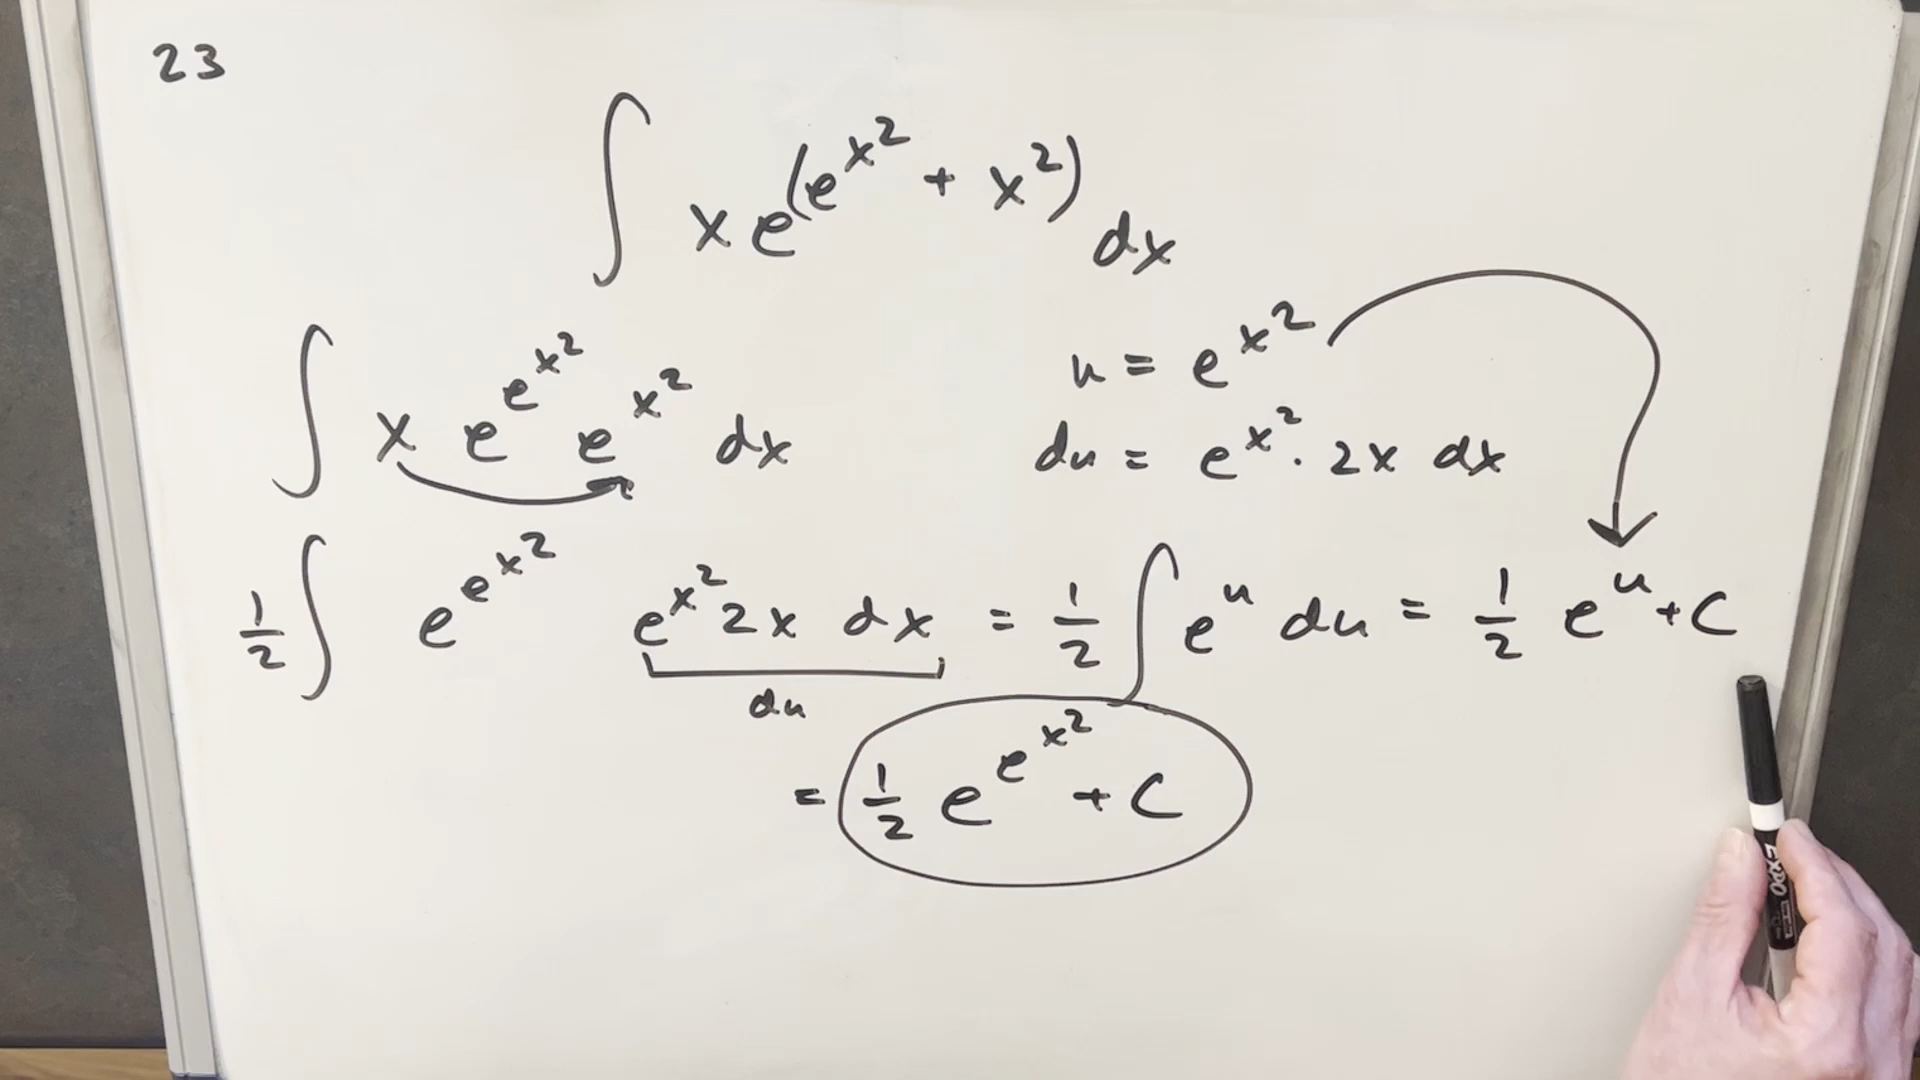 23
∫ x e^(e^x² + x²) dx
∫ x e^e^x² e^x² dx
u = e^x²
du = e^x² · 2x dx
1/2 ∫ e^e^x² e^x² 2x dx = 1/2 ∫ e^u du = 1/2 e^u + C
du
= 1/2 e^e^x² + C
EXPO